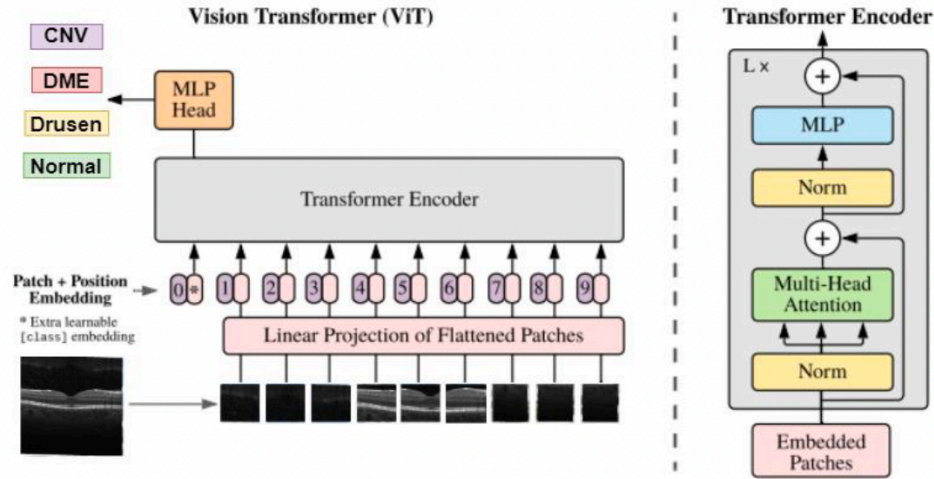 Vision Transformer (ViT)
CNV
DME
Drusen
Normal
MLP
Head
Transformer Encoder
Patch + Position
Embedding
* Extra learnable
[class] embedding
0 * 1 2 3 4 5 6 7 8 9
Linear Projection of Flattened Patches
Transformer Encoder
L ×
+
MLP
Norm
+
Multi-Head
Attention
Norm
Embedded
Patches